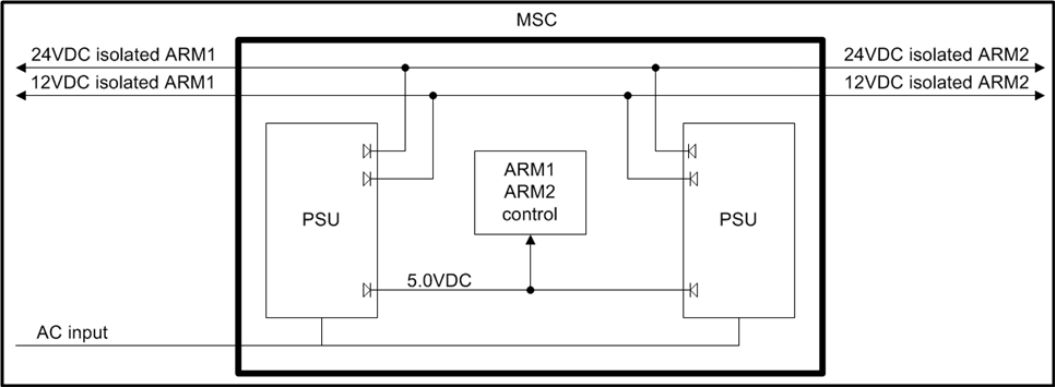 MSC
24VDC isolated ARM1
24VDC isolated ARM2
12VDC isolated ARM1
12VDC isolated ARM2
ARM1
ARM2
control
PSU
PSU
5.0VDC
AC input